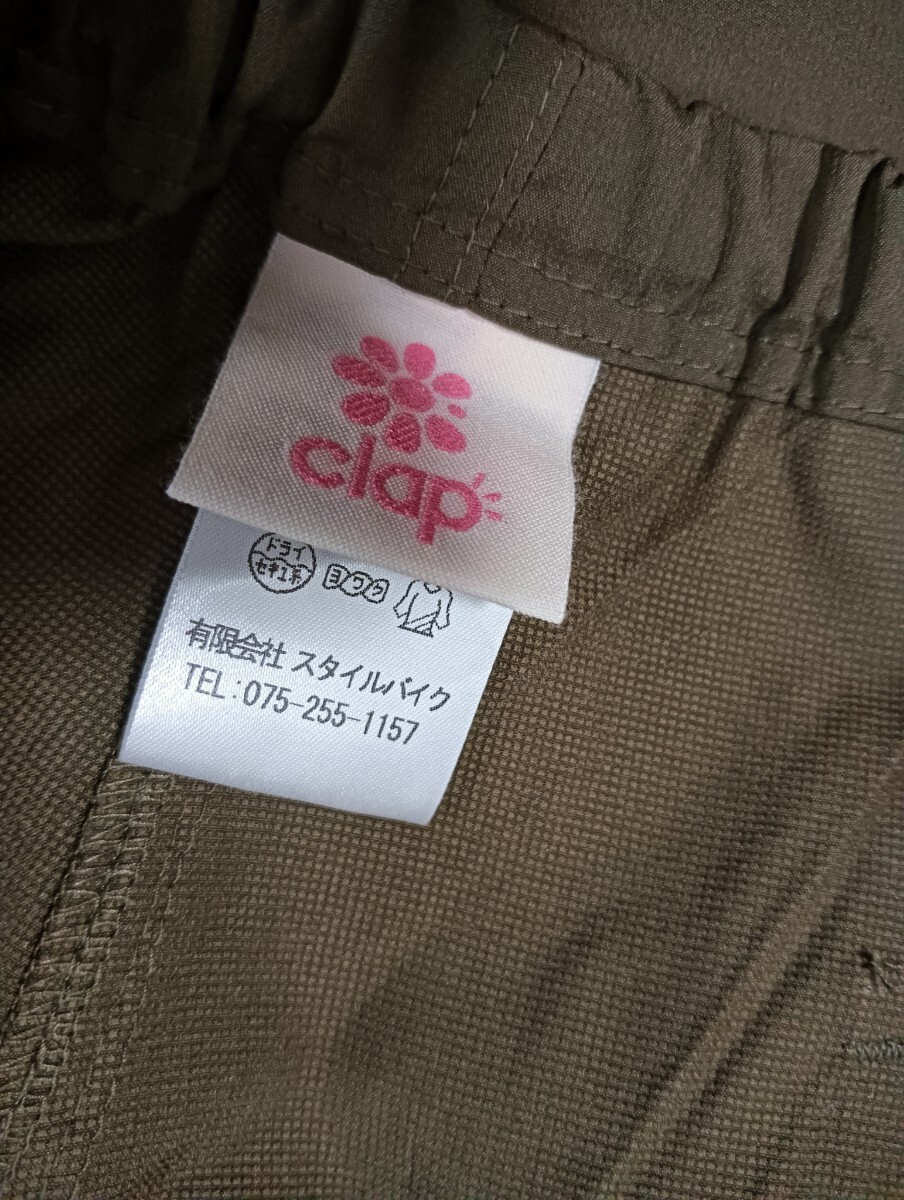 clap
ドライ
セキユ系
ヨワク
有限会社 スタイルバイク
TEL:075-255-1157